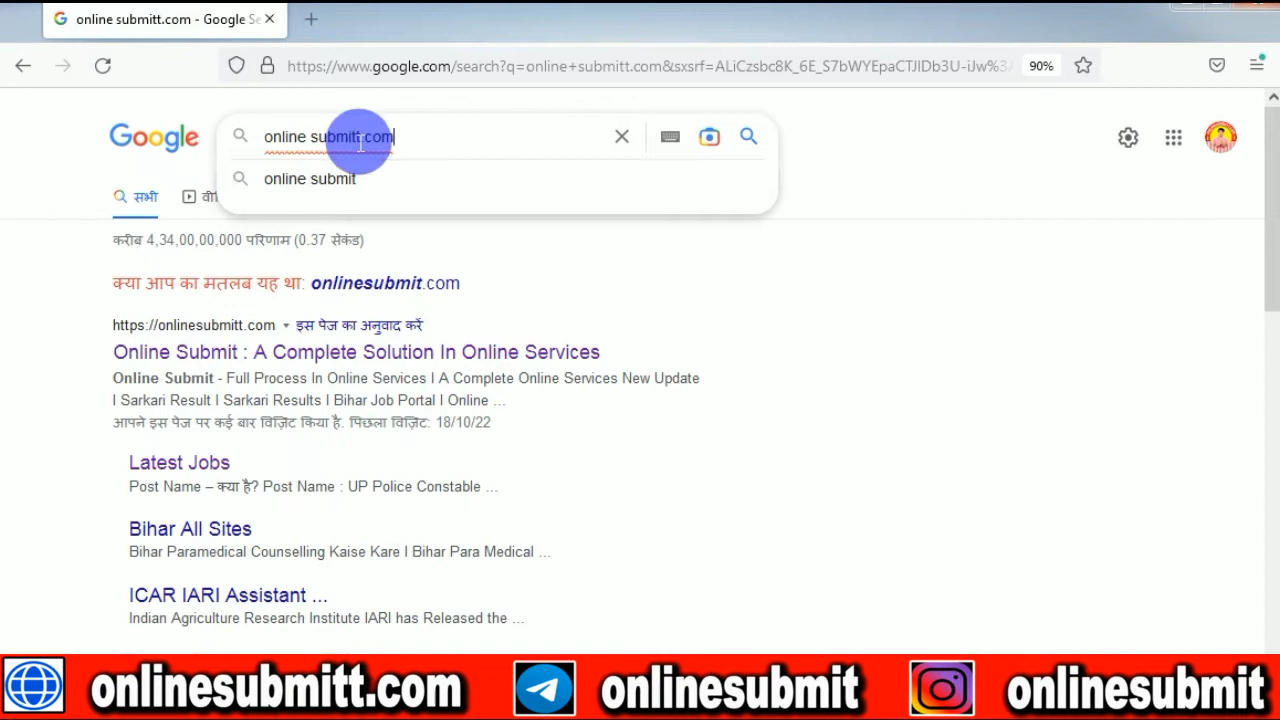 online submitt.com - Google Se
https://www.google.com/search?q=online+submitt.com&sxsrf=ALiCzsbc8K_6E_S7bWYEpaCTJlDb3U-iJw%3A
90%
Google
online submitt.com
online submit
सभी
वी
करीब 4,34,00,00,000 परिणाम (0.37 सेकंड)
क्या आप का मतलब यह था: onlinesubmit.com
https://onlinesubmitt.com
इस पेज का अनुवाद करें
Online Submit : A Complete Solution In Online Services
Online Submit - Full Process In Online Services I A Complete Online Services New Update
I Sarkari Result I Sarkari Results I Bihar Job Portal I Online ...
आपने इस पेज पर कई बार विज़िट किया है. पिछला विज़िट: 18/10/22
Latest Jobs
Post Name – क्या है? Post Name : UP Police Constable ...
Bihar All Sites
Bihar Paramedical Counselling Kaise Kare I Bihar Para Medical ...
ICAR IARI Assistant ...
Indian Agriculture Research Institute IARI has Released the ...
onlinesubmitt.com
onlinesubmit
onlinesubmit